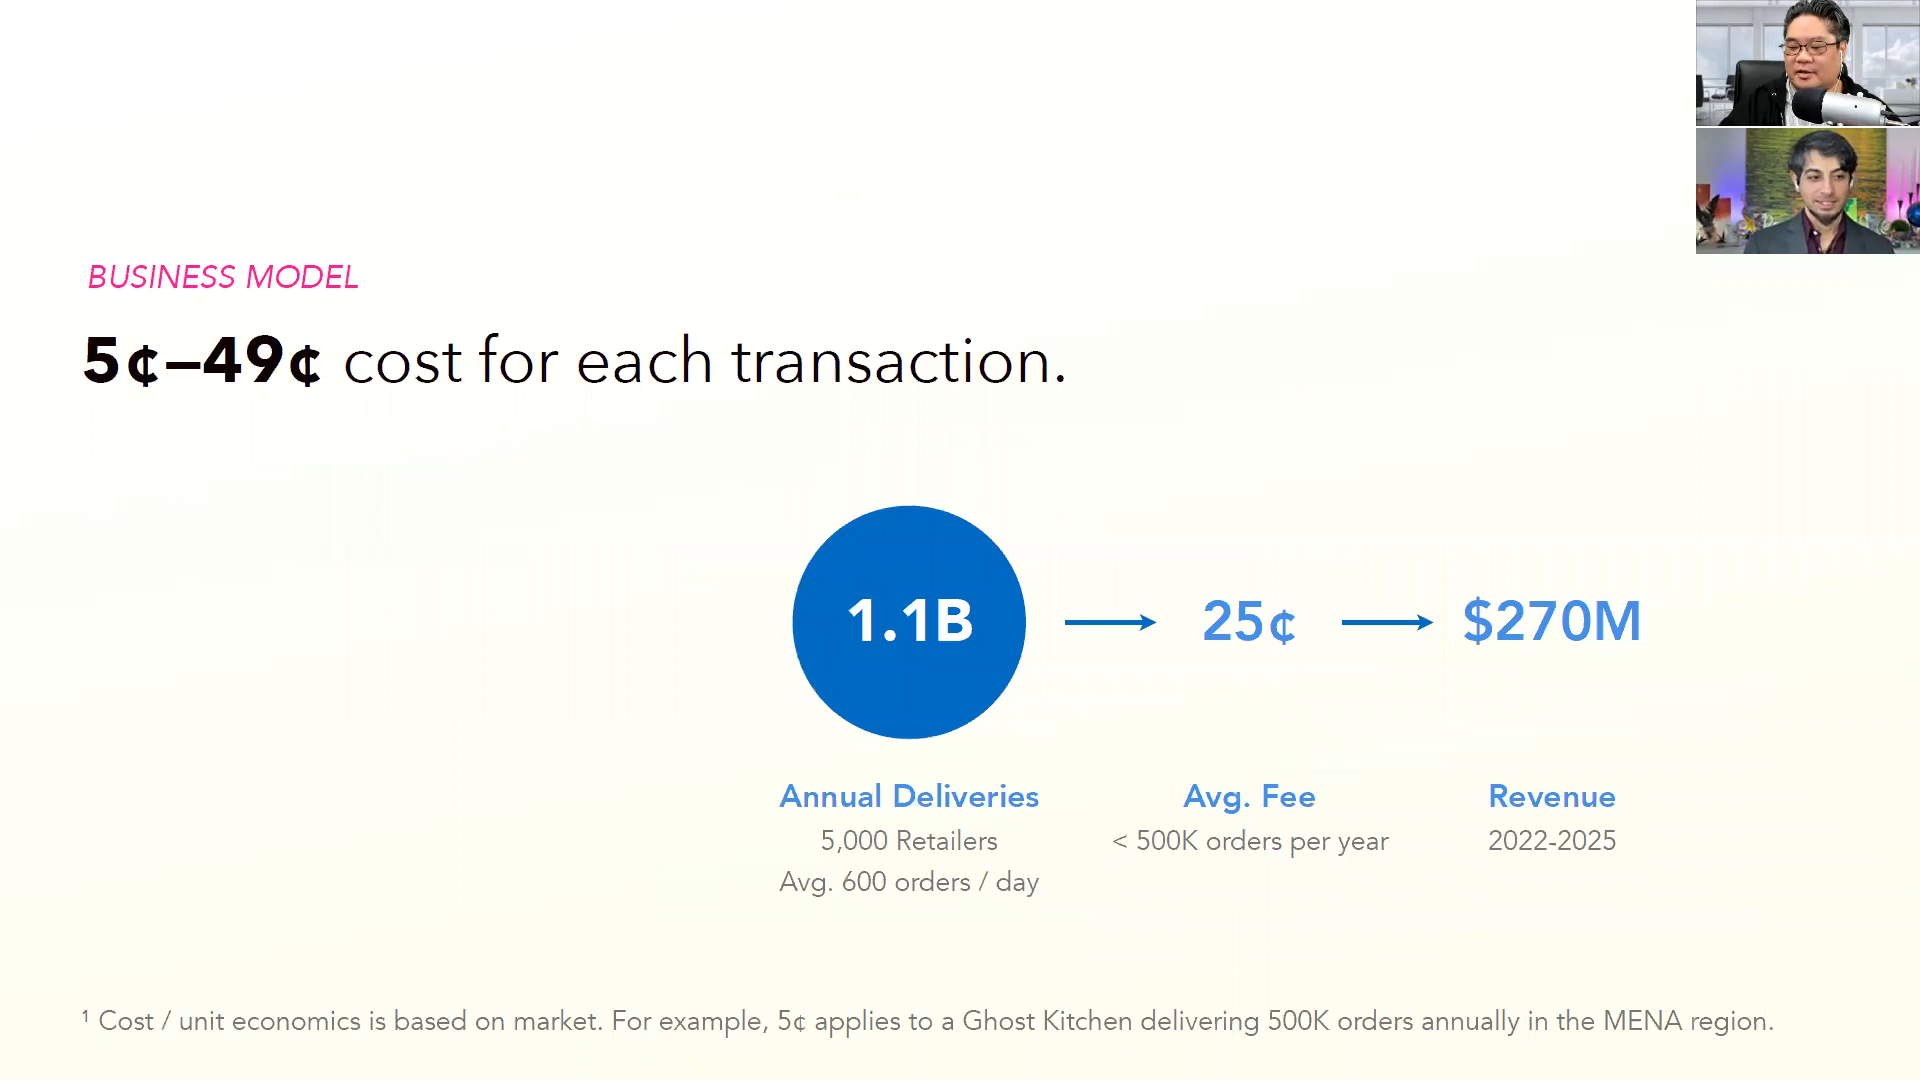 BUSINESS MODEL
5¢–49¢ cost for each transaction.
1.1B
25¢
$270M
Annual Deliveries
5,000 Retailers
Avg. 600 orders / day
Avg. Fee
< 500K orders per year
Revenue
2022-2025
¹ Cost / unit economics is based on market. For example, 5¢ applies to a Ghost Kitchen delivering 500K orders annually in the MENA region.